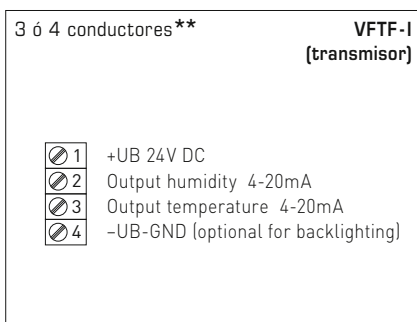 3 ó 4 conductores** VFTF-I
(transmisor)
1 +UB 24V DC
2 Output humidity 4-20mA
3 Output temperature 4-20mA
4 –UB-GND (optional for backlighting)